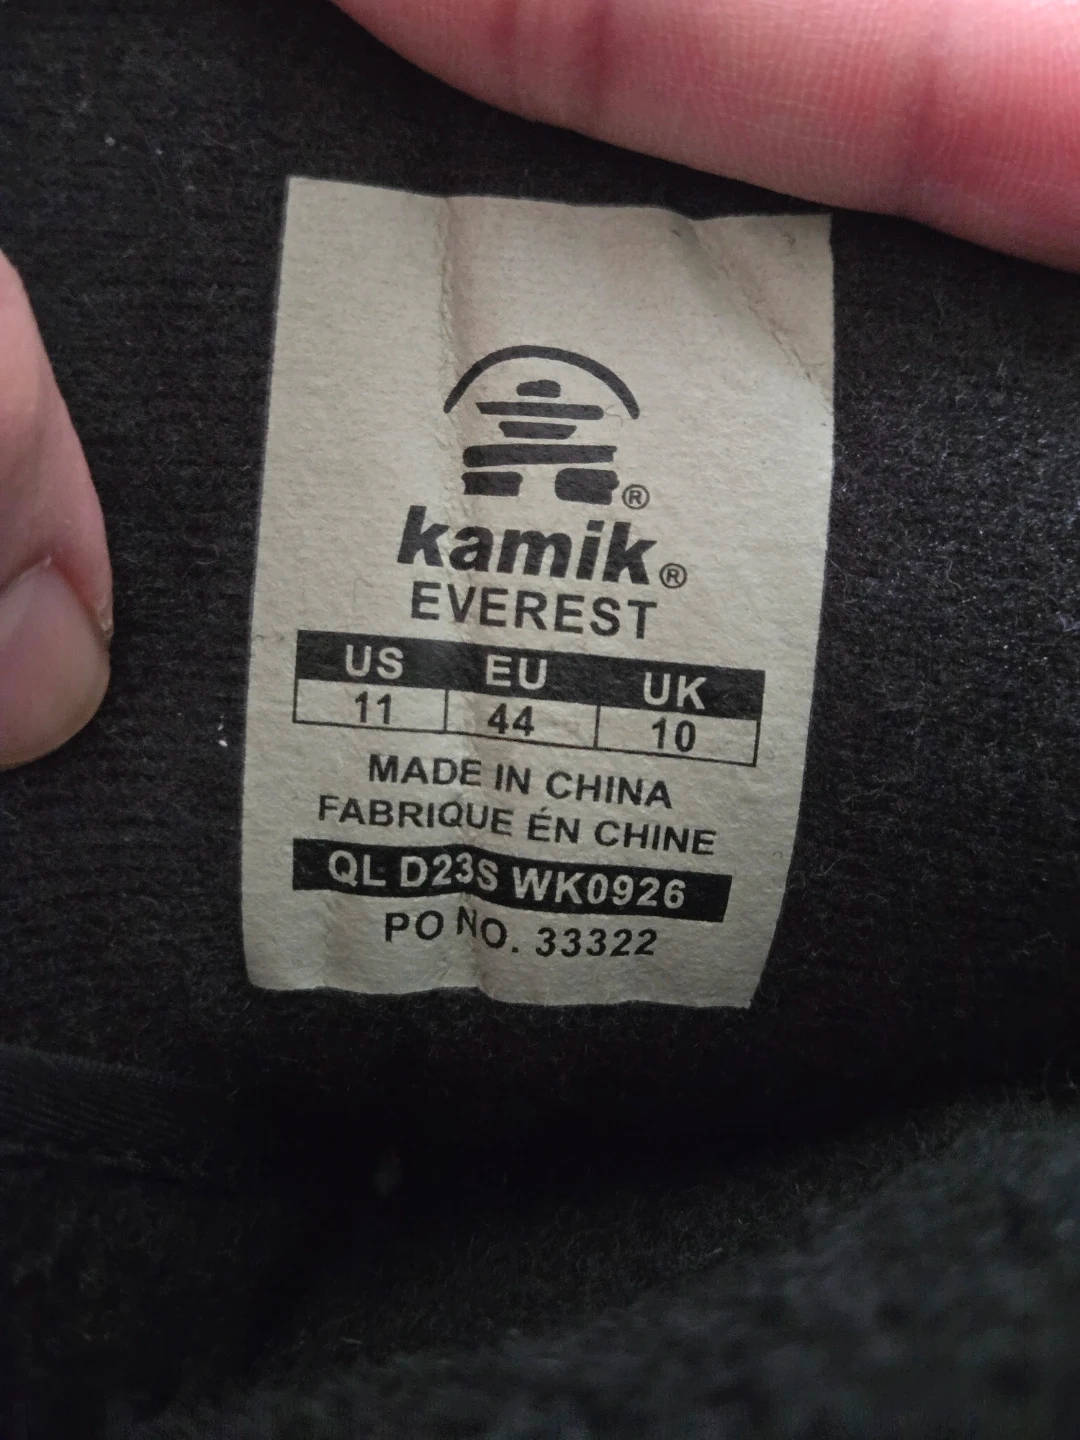 ®
kamik®
EVEREST
US EU UK
11 44 10
MADE IN CHINA
FABRIQUE ÉN CHINE
QL D23S WK0926
PO NO. 33322